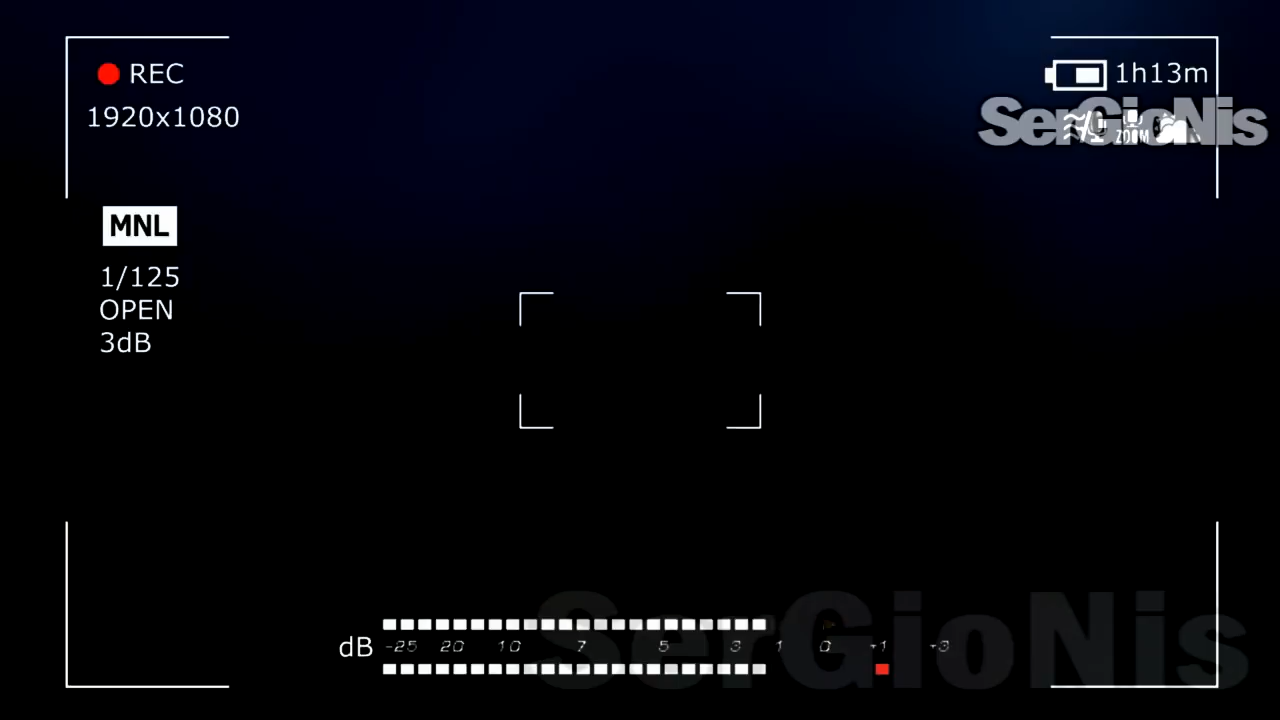 REC
1h13m
1920x1080
SerGioNis
ZOOM
MNL
1/125
OPEN
3dB
SerGioNis
dB -25 20 10 7 5 3 1 0 +1 +3